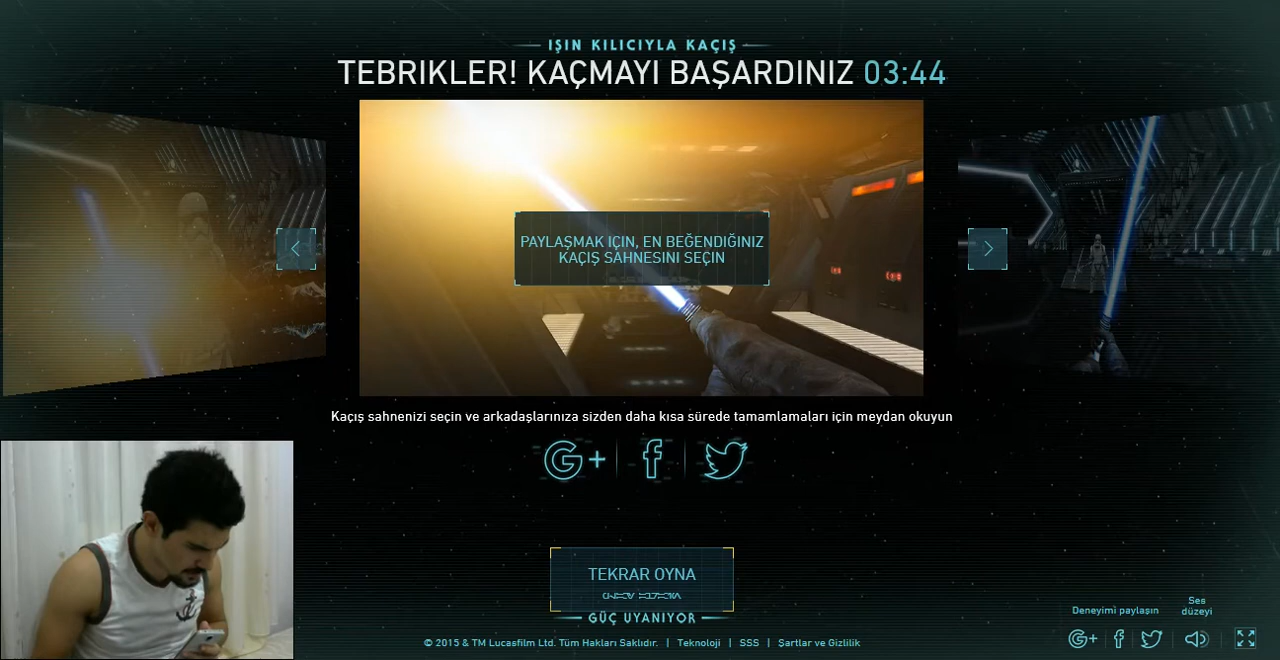 IŞIN KILICIYLA KAÇIŞ
TEBRIKLER! KAÇMAYI BAŞARDINIZ 03:44
PAYLAŞMAK IÇIN, EN BEĞENDIĞINIZ
KAÇIŞ SAHNESINI SEÇIN
Kaçış sahnenizi seçin ve arkadaşlarınıza sizden daha kısa sürede tamamlamaları için meydan okuyun
G+
f
TEKRAR OYNA
GÜÇ UYANIYOR
© 2015 & TM Lucasfilm Ltd. Tüm Hakları Saklıdır. | Teknoloji | SSS | Şartlar ve Gizlilik
Deneyimi paylaşın
Ses
düzeyi
G+
f